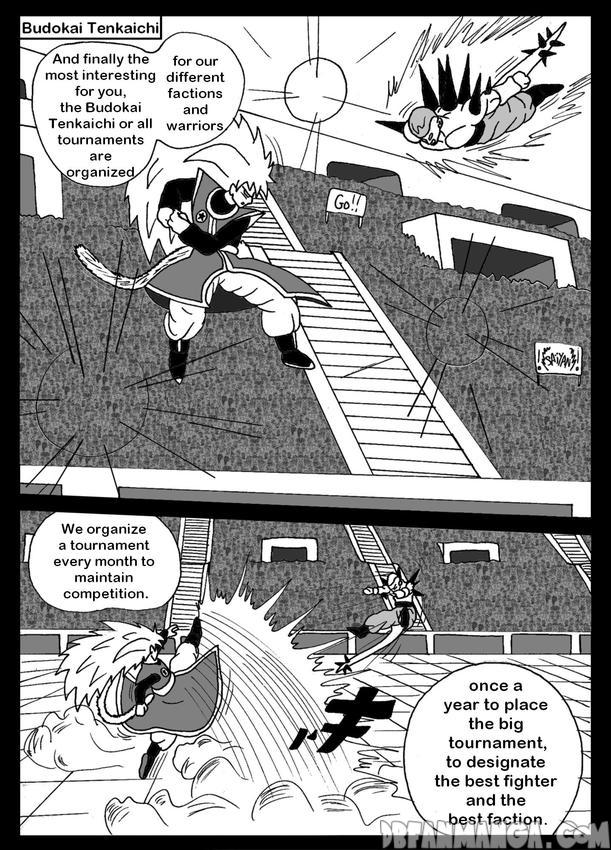 Budokai Tenkaichi
And finally the
most interesting
for you,
the Budokai
Tenkaichi or all
tournaments
are
organized
for our
different
factions
and
warriors
Go!!
!!SAiYAN!!
We organize
a tournament
every month to
maintain
competition.
once a
year to place
the big
tournament,
to designate
the best fighter
and the
best faction.
DBFANMANGA.COM